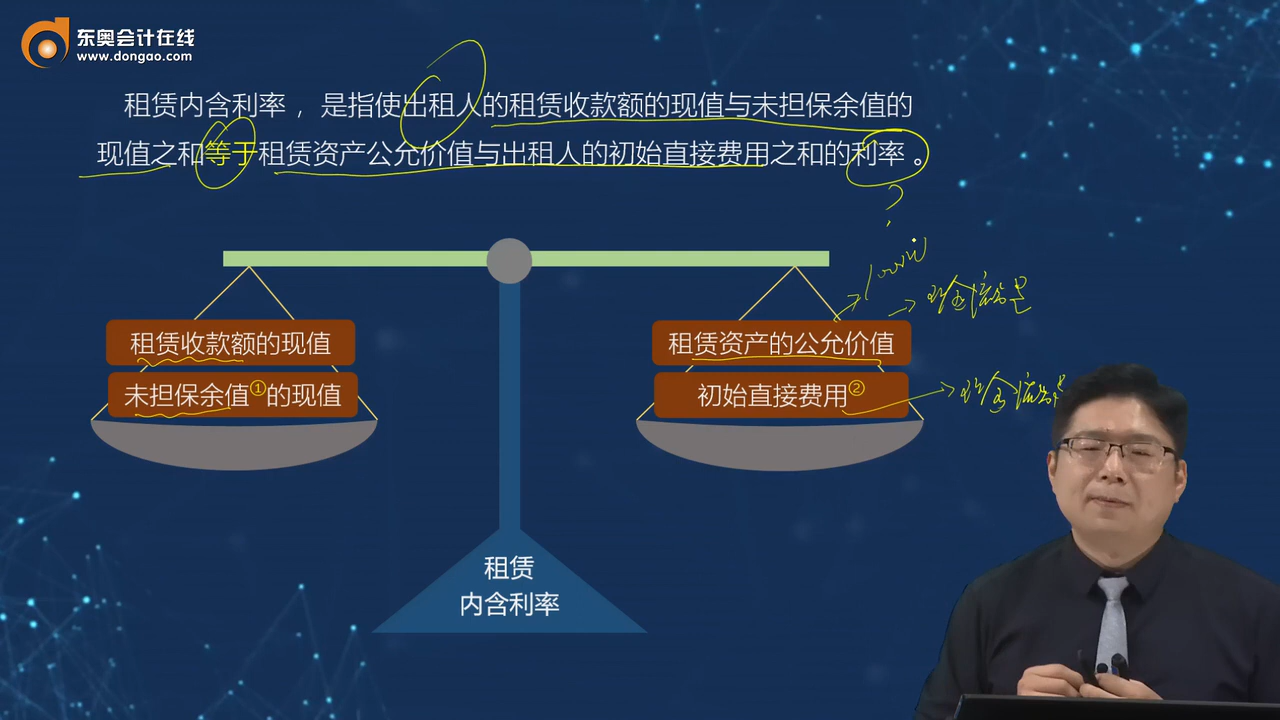 东奥会计在线
www.dongao.com
租赁内含利率，是指使出租人的租赁收款额的现值与未担保余值的
现值之和等于租赁资产公允价值与出租人的初始直接费用之和的利率。
?
租赁收款额的现值
租赁资产的公允价值
未担保余值①的现值
初始直接费用②
租赁
内含利率